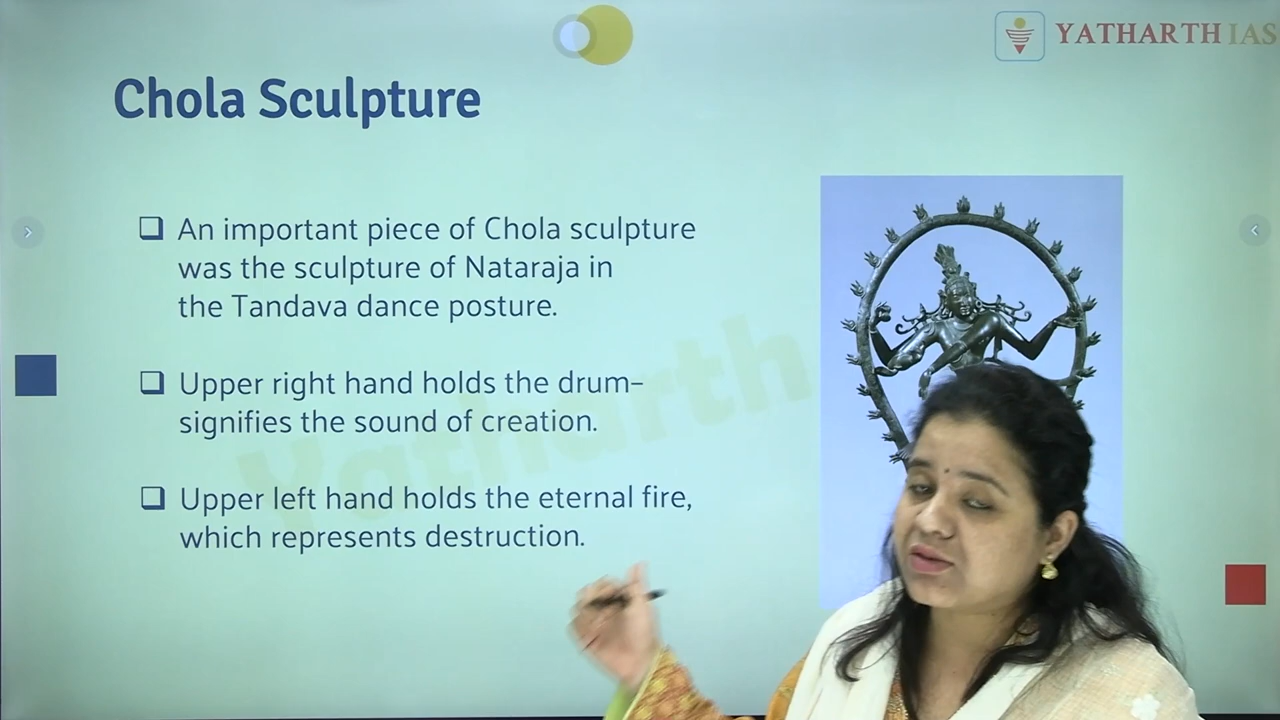 YATHARTH IAS
Chola Sculpture
An important piece of Chola sculpture
was the sculpture of Nataraja in
the Tandava dance posture.
Upper right hand holds the drum–
signifies the sound of creation.
Upper left hand holds the eternal fire,
which represents destruction.
Yatharth